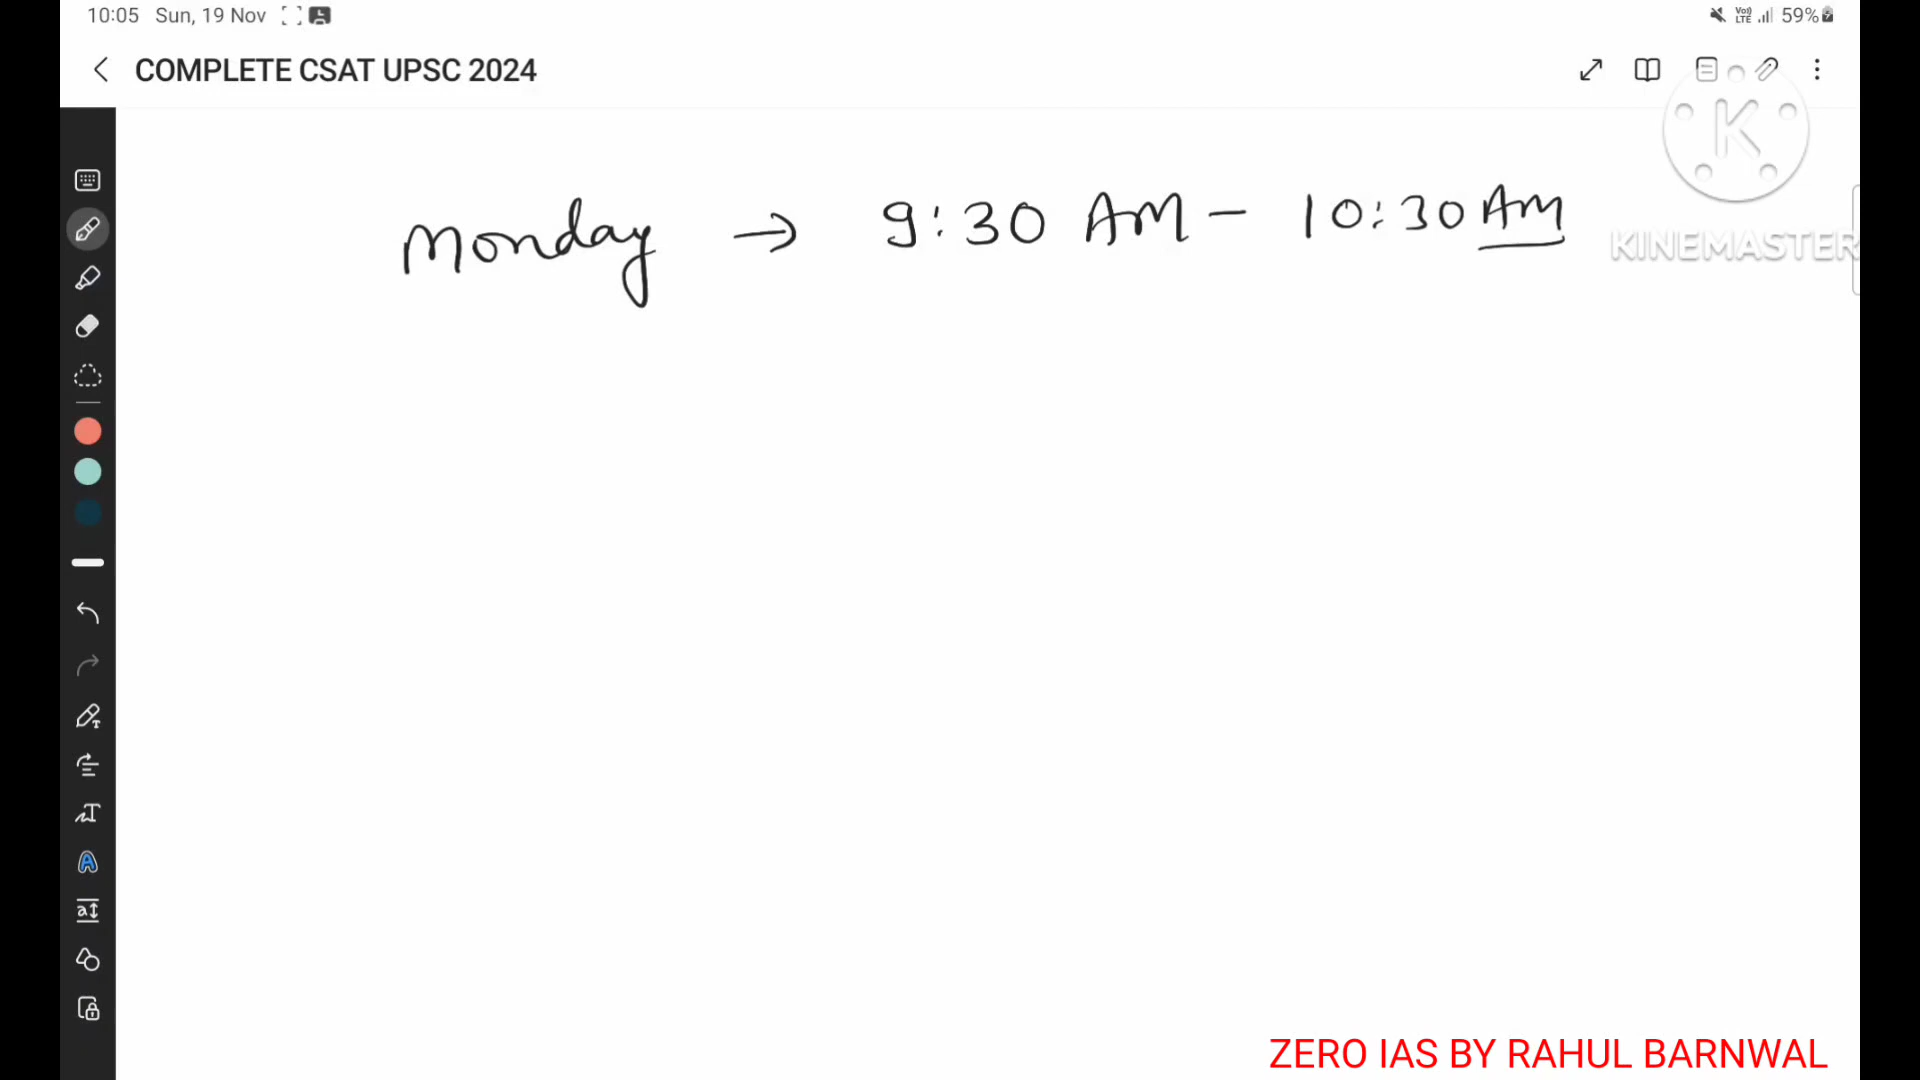 10:05 Sun, 19 Nov 59%
COMPLETE CSAT UPSC 2024
K
KINEMASTER
Monday → 9:30 AM - 10:30 AM
ZERO IAS BY RAHUL BARNWAL